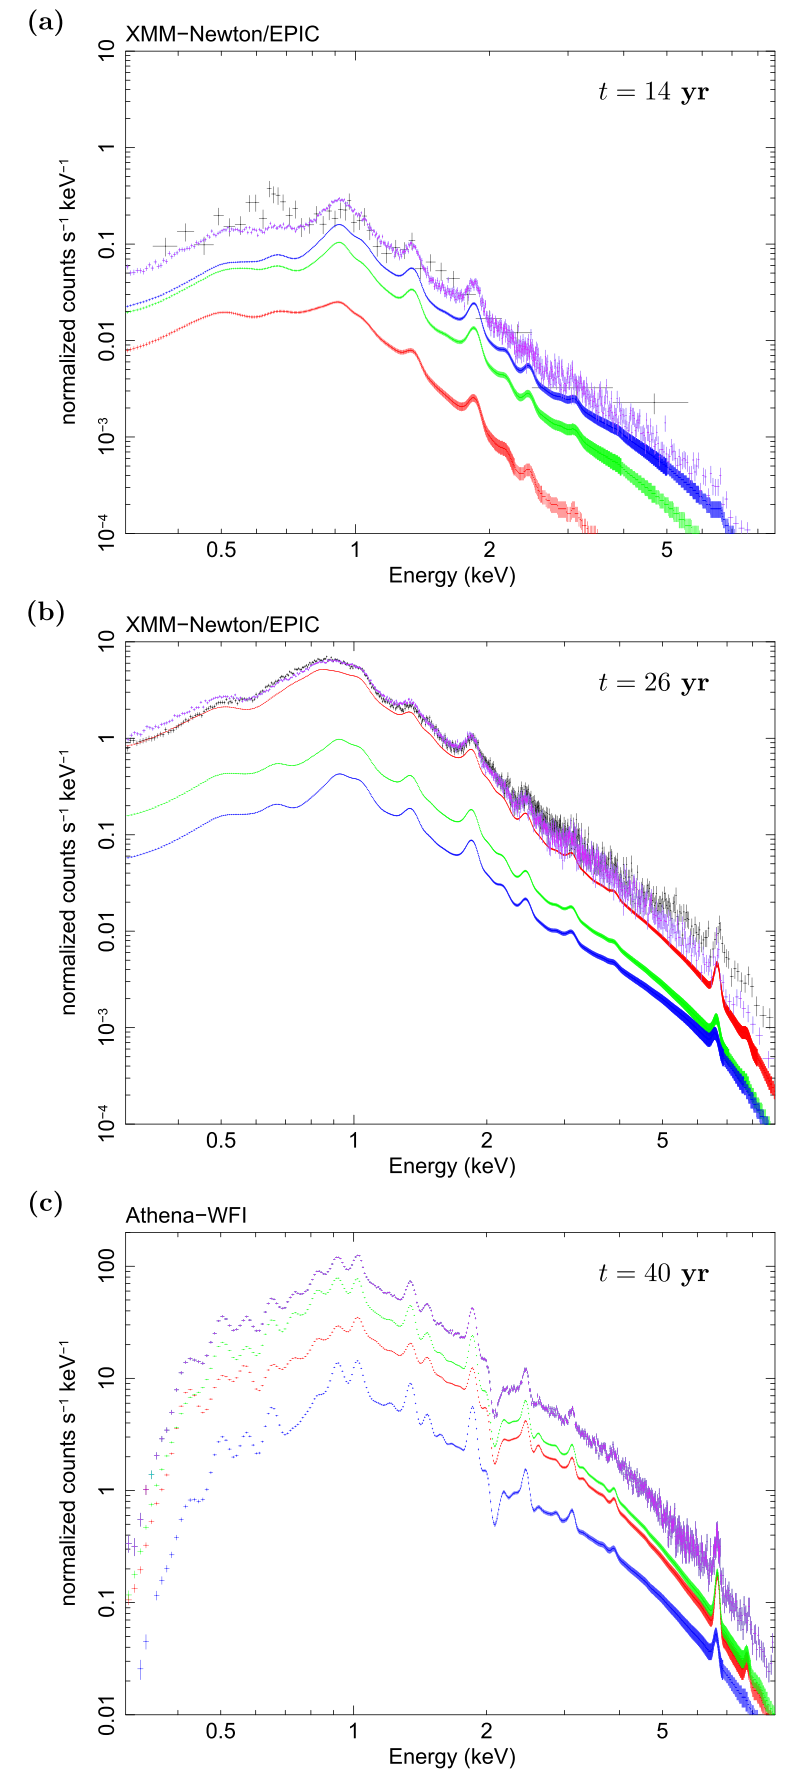 (a)
XMM−Newton/EPIC
t = 14 yr
normalized counts s⁻¹ keV⁻¹
10
1
0.1
0.01
10⁻³
10⁻⁴
0.5 1 2 5
Energy (keV)
(b)
XMM−Newton/EPIC
t = 26 yr
normalized counts s⁻¹ keV⁻¹
10
1
0.1
0.01
10⁻³
10⁻⁴
0.5 1 2 5
Energy (keV)
(c)
Athena−WFI
t = 40 yr
normalized counts s⁻¹ keV⁻¹
100
10
1
0.1
0.01
0.5 1 2 5
Energy (keV)